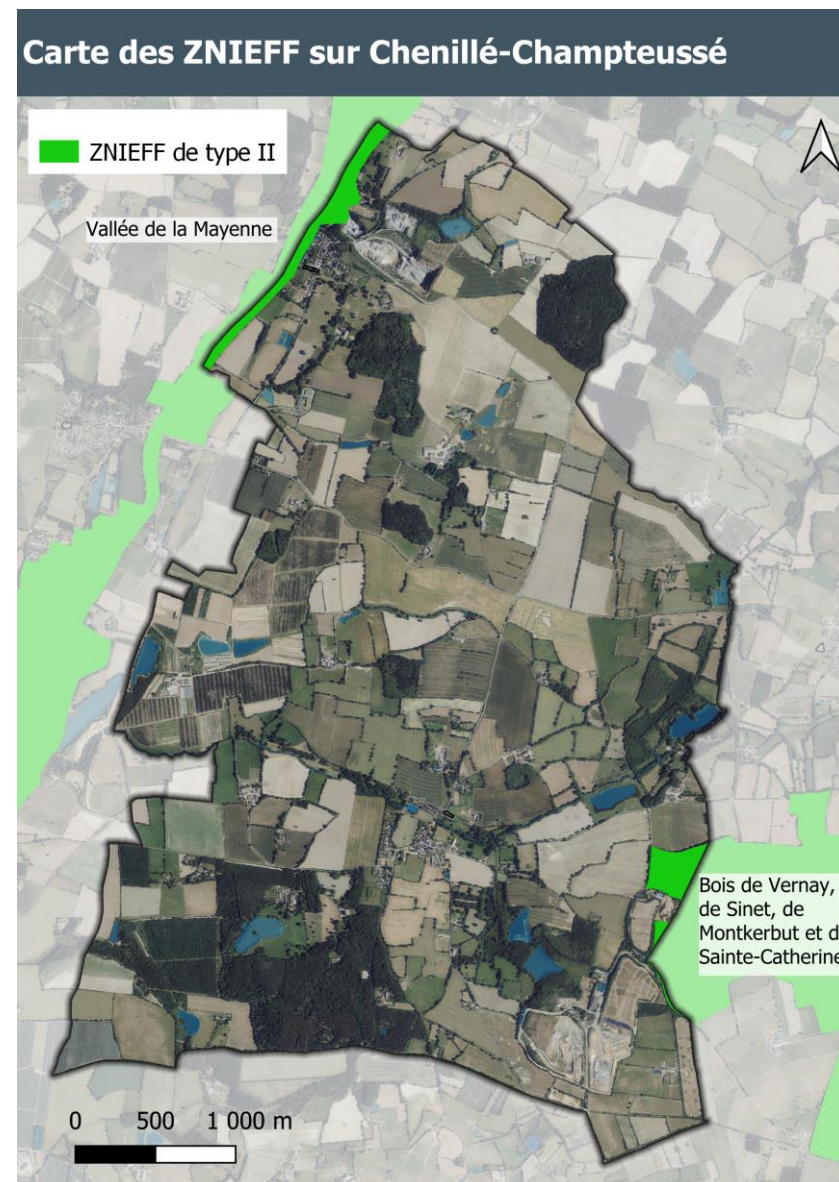 Carte des ZNIEFF sur Chenillé-Champteussé
ZNIEFF de type II
Vallée de la Mayenne
Bois de Vernay,
de Sinet, de
Montkerbut et d
Sainte-Catherine
0 500 1 000 m